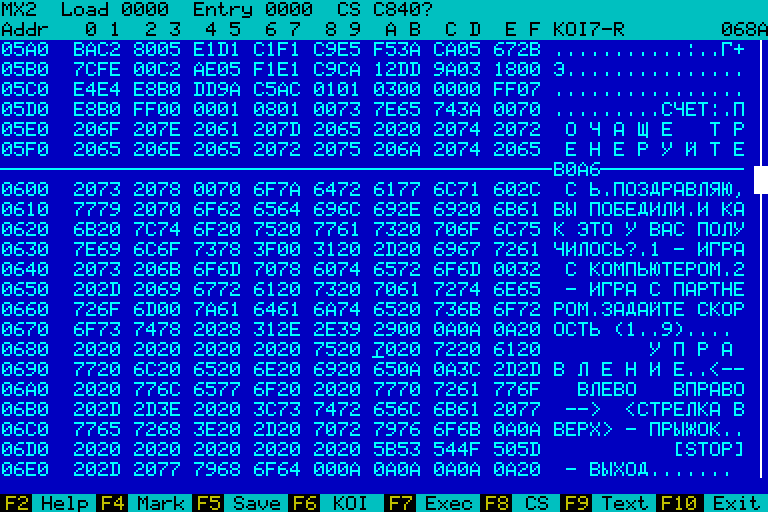 MX2  Load 0000  Entry 0000  CS C840?
Addr   0 1  2 3  4 5  6 7  8 9  A B  C D  E F KOI7-R        068A
05A0  BAC2 8005 E1D1 C1F1 C9E5 F53A CA05 672B ...........:..Г+
05B0  7CFE 00C2 AE05 F1E1 C9CA 12DD 9A03 1800 Э...............
05C0  E4E4 E8B0 DD9A C5AC 0101 0300 0000 FF07 ................
05D0  E8B0 FF00 0001 0801 0073 7E65 743A 0070 .........СЧЕТ:.П
05E0  206F 207E 2061 207D 2065 2020 2074 2072  О Ч А Щ Е   Т Р
05F0  2065 206E 2065 2072 2075 206A 2074 2065  Е Н Е Р У И Т Е
B0A6
0600  2073 2078 0070 6F7A 6472 6177 6C71 602C  С Ь.ПОЗДРАВЛЯЮ,
0610  7779 2070 6F62 6564 696C 692E 6920 6B61 ВЫ ПОБЕДИЛИ.И КА
0620  6B20 7C74 6F20 7520 7761 7320 706F 6C75 К ЭТО У ВАС ПОЛУ
0630  7E69 6C6F 7378 3F00 3120 2D20 6967 7261 ЧИЛОСЬ?.1 - ИГРА
0640  2073 206B 6F6D 7078 6074 6572 6F6D 0032  С КОМПЬЮТЕРОМ.2
0650  202D 2069 6772 6120 7320 7061 7274 6E65  - ИГРА С ПАРТНЕ
0660  726F 6D00 7A61 6461 6A74 6520 736B 6F72 РОМ.ЗАДАЙТЕ СКОР
0670  6F73 7478 2028 312E 2E39 2900 0A0A 0A20 ОСТЬ (1..9)....
0680  2020 2020 2020 2020 7520 7020 7220 6120         У П Р А
0690  7720 6C20 6520 6E20 6920 650A 0A3C 2D2D В Л Е Н И Е..<--
06A0  2020 776C 6577 6F20 2020 7770 7261 776F   ВЛЕВО   ВПРАВО
06B0  202D 2D3E 2020 3C73 7472 656C 6B61 2077  -->  <СТРЕЛКА В
06C0  7765 7268 3E20 2D20 7072 7976 6F6B 0A0A ВЕРХ> - ПРЫЖОК..
06D0  2020 2020 2020 2020 2020 5B53 544F 505D           [STOP]
06E0  202D 2077 7968 6F64 000A 0A0A 0A0A 0A20  - ВЫХОД.......
F2 Help F4 Mark F5 Save F6 KOI F7 Exec F8 CS F9 Text F10 Exit